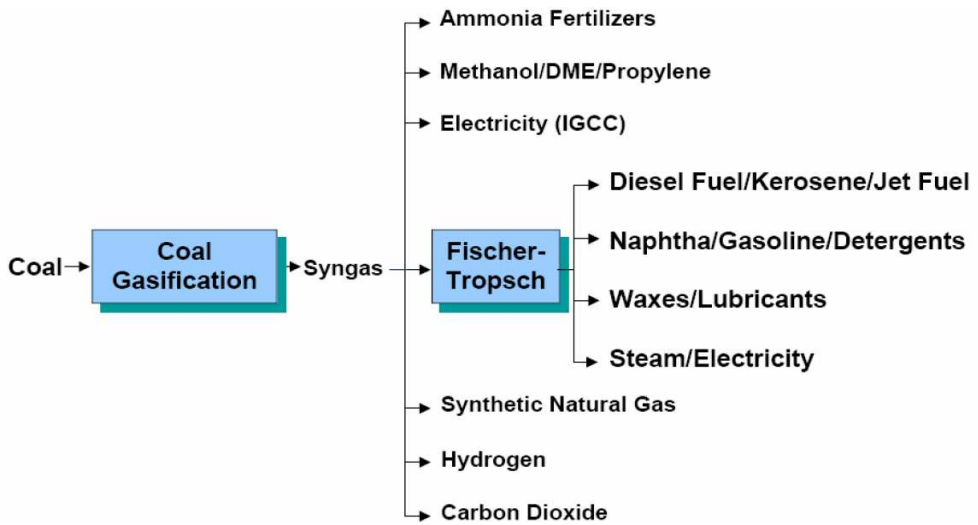 Ammonia Fertilizers
Methanol/DME/Propylene
Electricity (IGCC)
Diesel Fuel/Kerosene/Jet Fuel
Naphtha/Gasoline/Detergents
Coal
Coal
Gasification
Syngas
Fischer-
Tropsch
Waxes/Lubricants
Steam/Electricity
Synthetic Natural Gas
Hydrogen
Carbon Dioxide